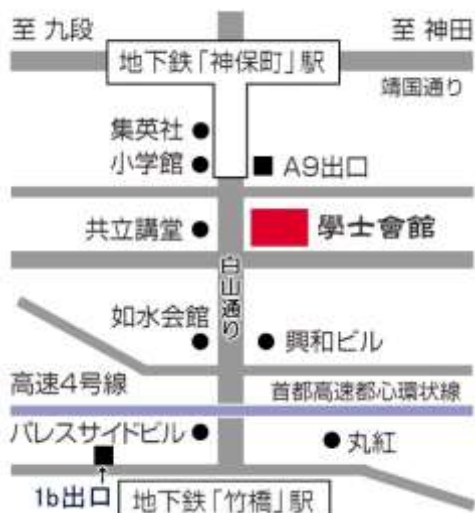 至 九段
至 神田
地下鉄「神保町」駅
靖国通り
集英社
小学館
A9出口
共立講堂
學士會館
白山通り
如水会館
興和ビル
高速4号線
首都高速都心環状線
パレスサイドビル
丸紅
1b出口
地下鉄「竹橋」駅